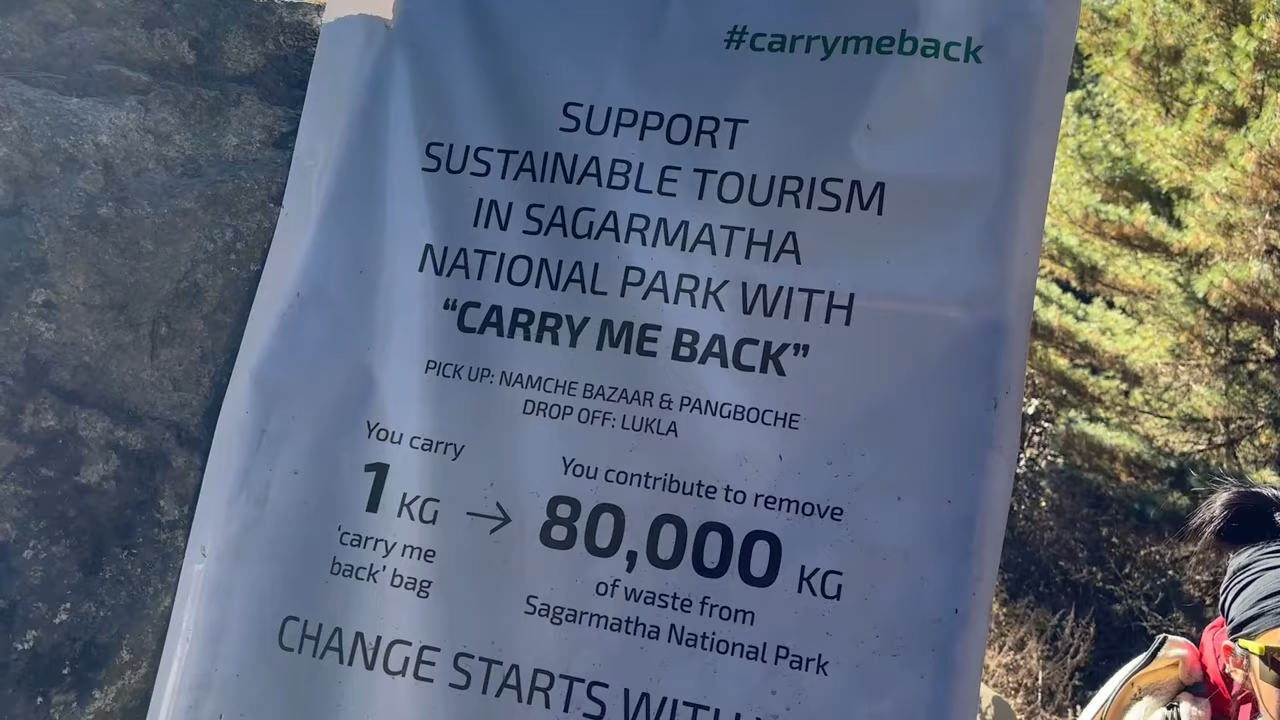 #carrymeback
SUPPORT
SUSTAINABLE TOURISM
IN SAGARMATHA
NATIONAL PARK WITH
“CARRY ME BACK”
PICK UP: NAMCHE BAZAAR & PANGBOCHE
DROP OFF: LUKLA
You carry
1 KG
‘carry me
back’ bag
→
You contribute to remove
80,000 KG
of waste from
Sagarmatha National Park
CHANGE STARTS WITH